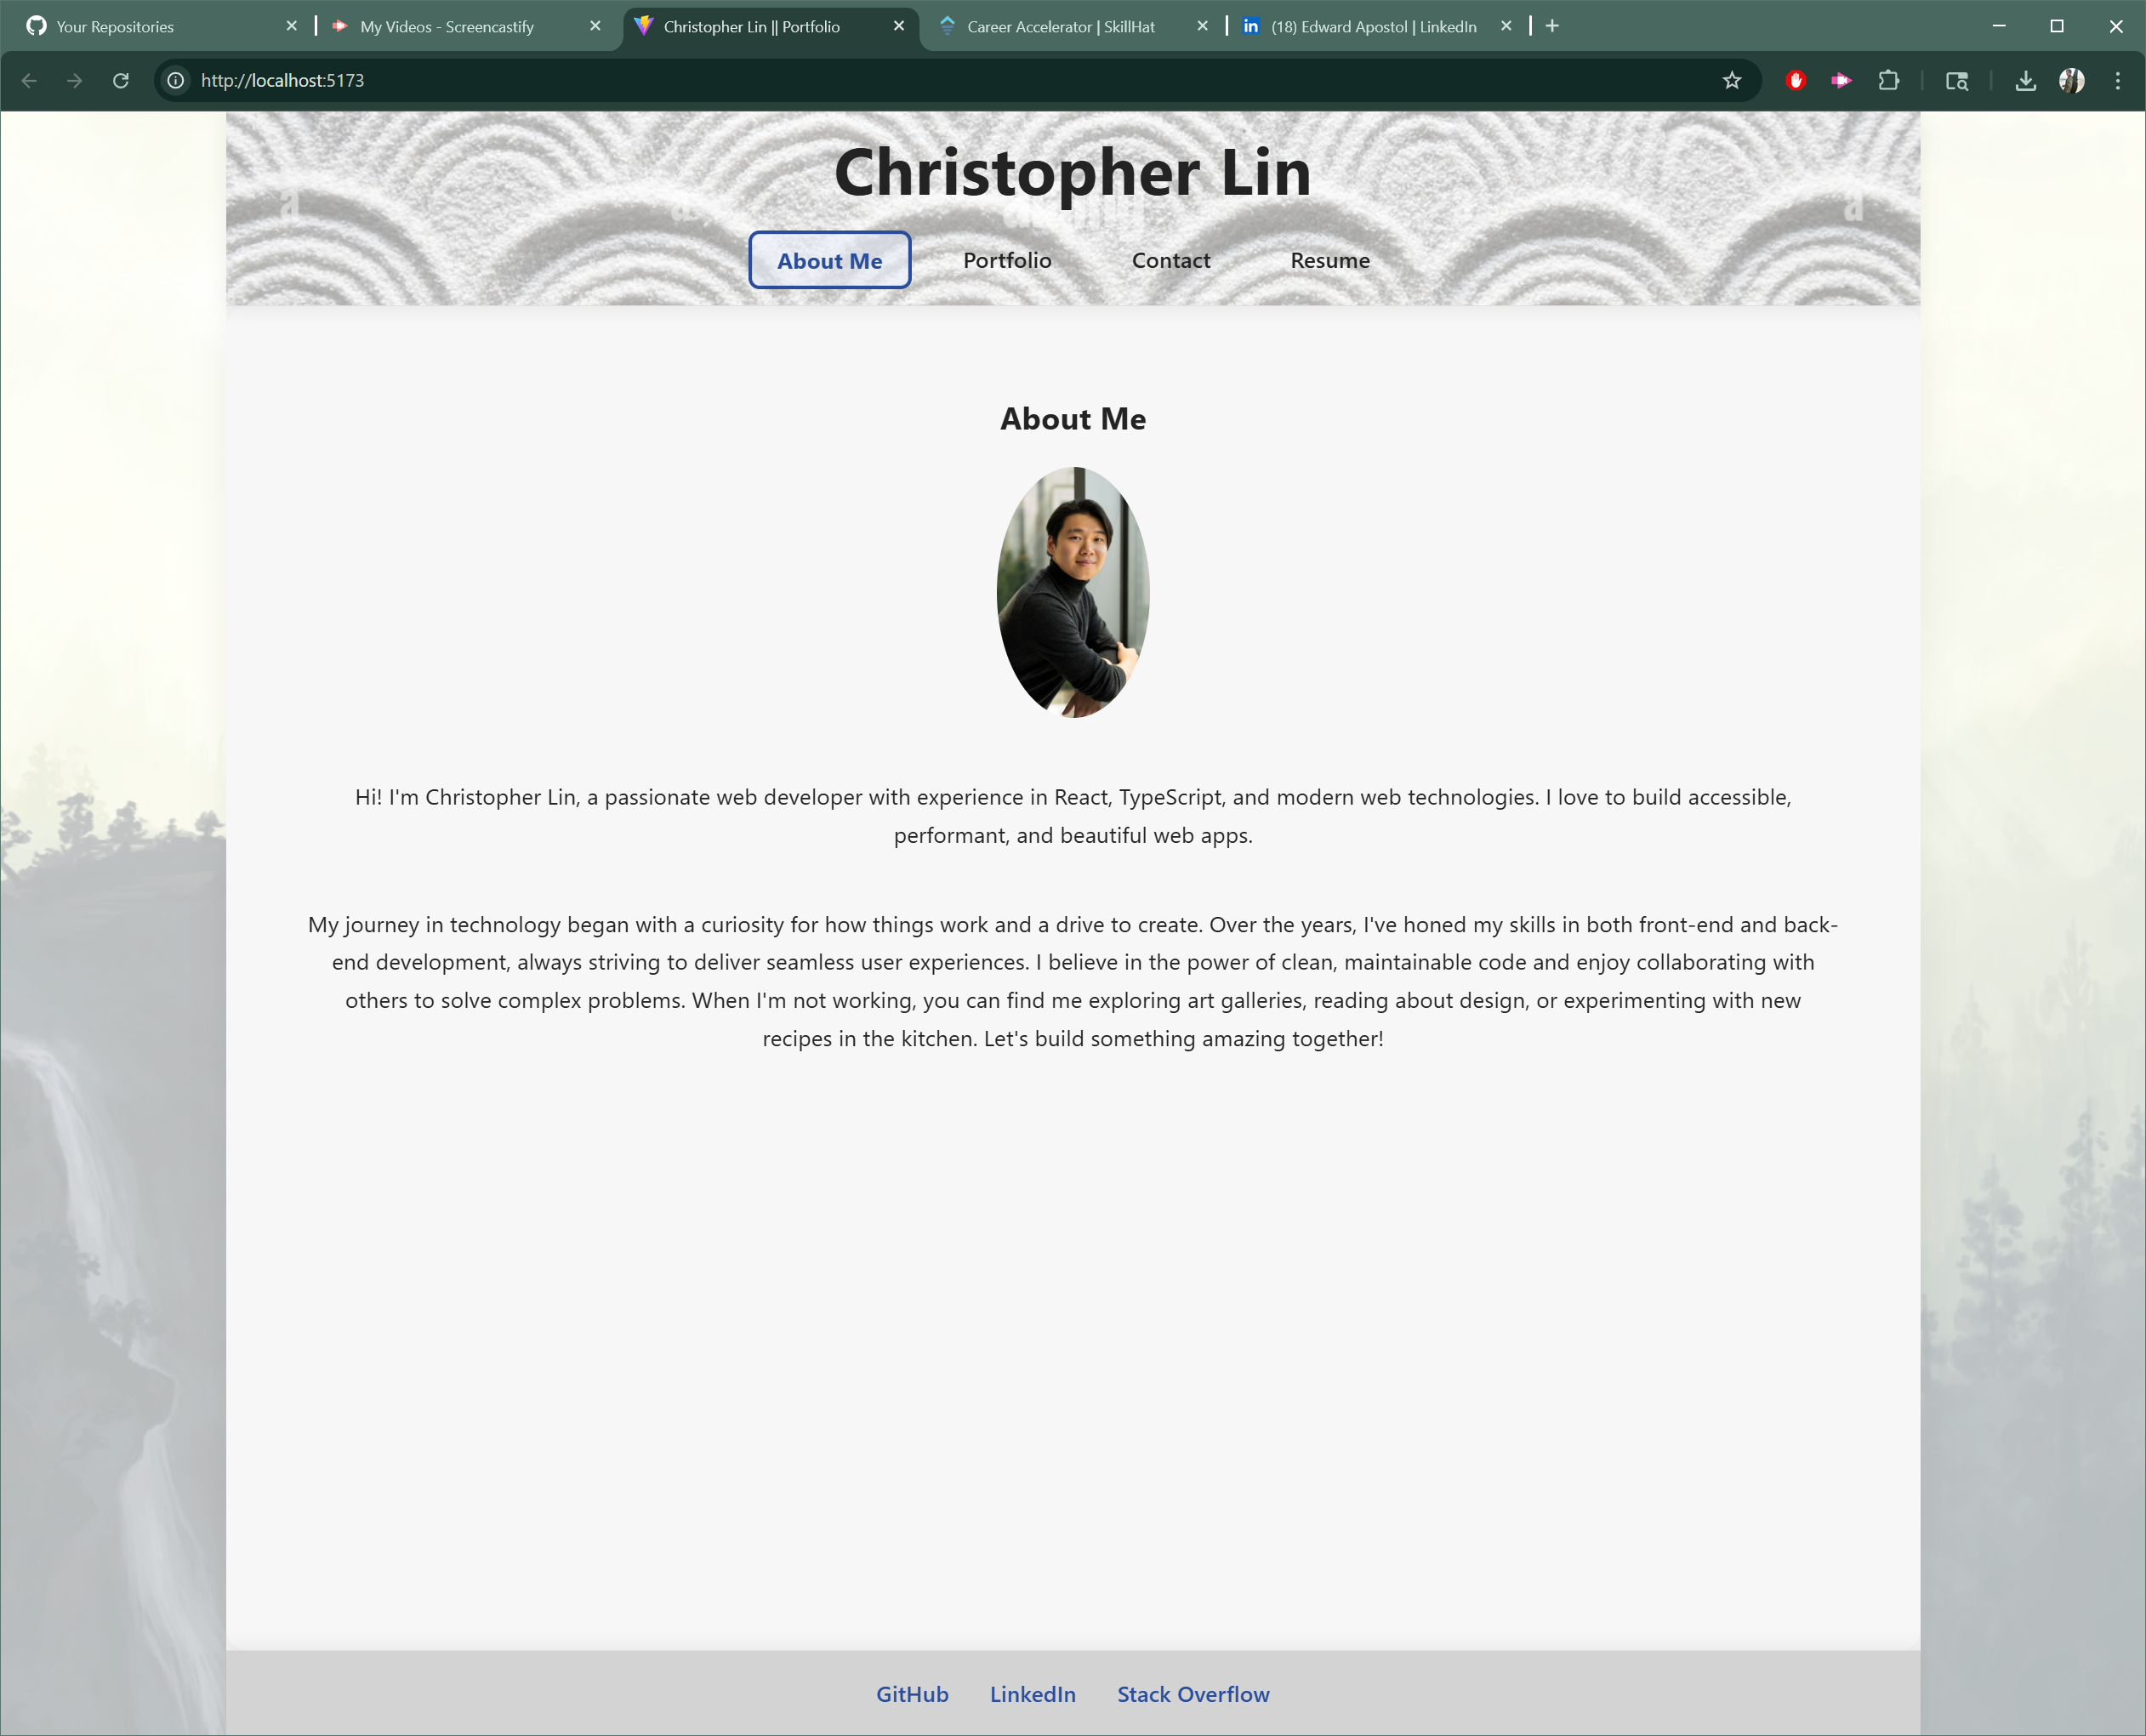 Your Repositories
My Videos - Screencastify
Christopher Lin || Portfolio
Career Accelerator | SkillHat
(18) Edward Apostol | LinkedIn
http://localhost:5173
Christopher Lin
a
a
a
About Me
Portfolio
Contact
Resume
About Me
Hi! I'm Christopher Lin, a passionate web developer with experience in React, TypeScript, and modern web technologies. I love to build accessible,
performant, and beautiful web apps.
My journey in technology began with a curiosity for how things work and a drive to create. Over the years, I've honed my skills in both front-end and back-
end development, always striving to deliver seamless user experiences. I believe in the power of clean, maintainable code and enjoy collaborating with
others to solve complex problems. When I'm not working, you can find me exploring art galleries, reading about design, or experimenting with new
recipes in the kitchen. Let's build something amazing together!
GitHub
LinkedIn
Stack Overflow